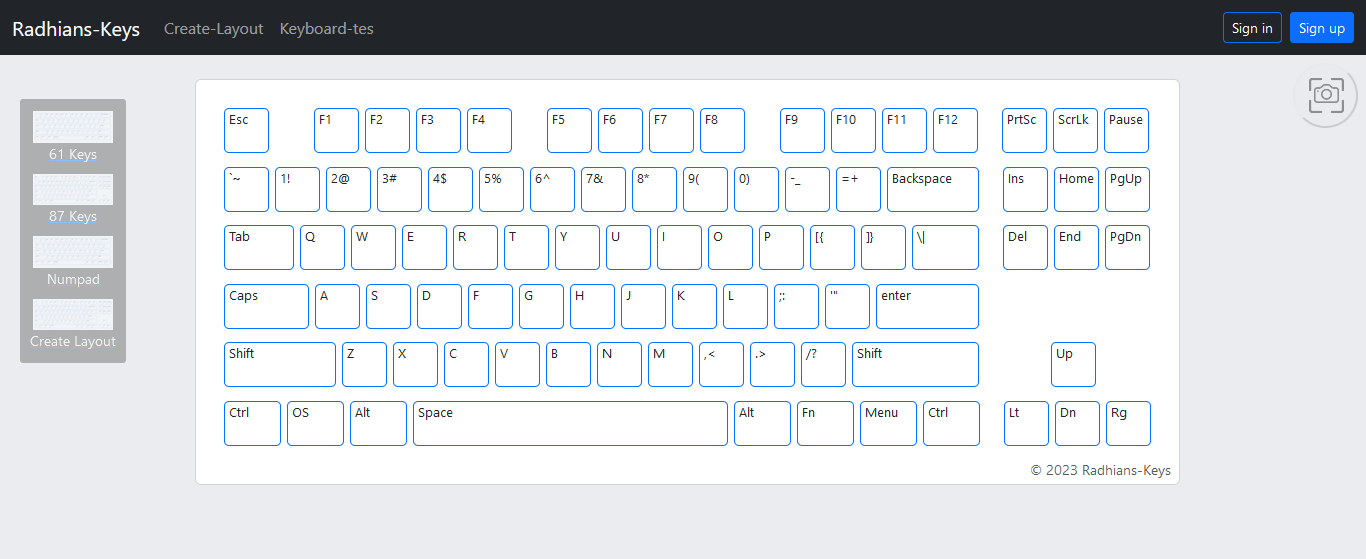 Radhians-Keys Create-Layout Keyboard-tes Sign in Sign up
61 Keys
87 Keys
Numpad
Create Layout
Esc F1 F2 F3 F4 F5 F6 F7 F8 F9 F10 F11 F12 PrtSc ScrLk Pause
`~ 1! 2@ 3# 4$ 5% 6^ 7& 8* 9( 0) -_ =+ Backspace Ins Home PgUp
Tab Q W E R T Y U I O P [{ ]} \| Del End PgDn
Caps A S D F G H J K L ;: '" enter
Shift Z X C V B N M ,< .> /? Shift Up
Ctrl OS Alt Space Alt Fn Menu Ctrl Lt Dn Rg
© 2023 Radhians-Keys